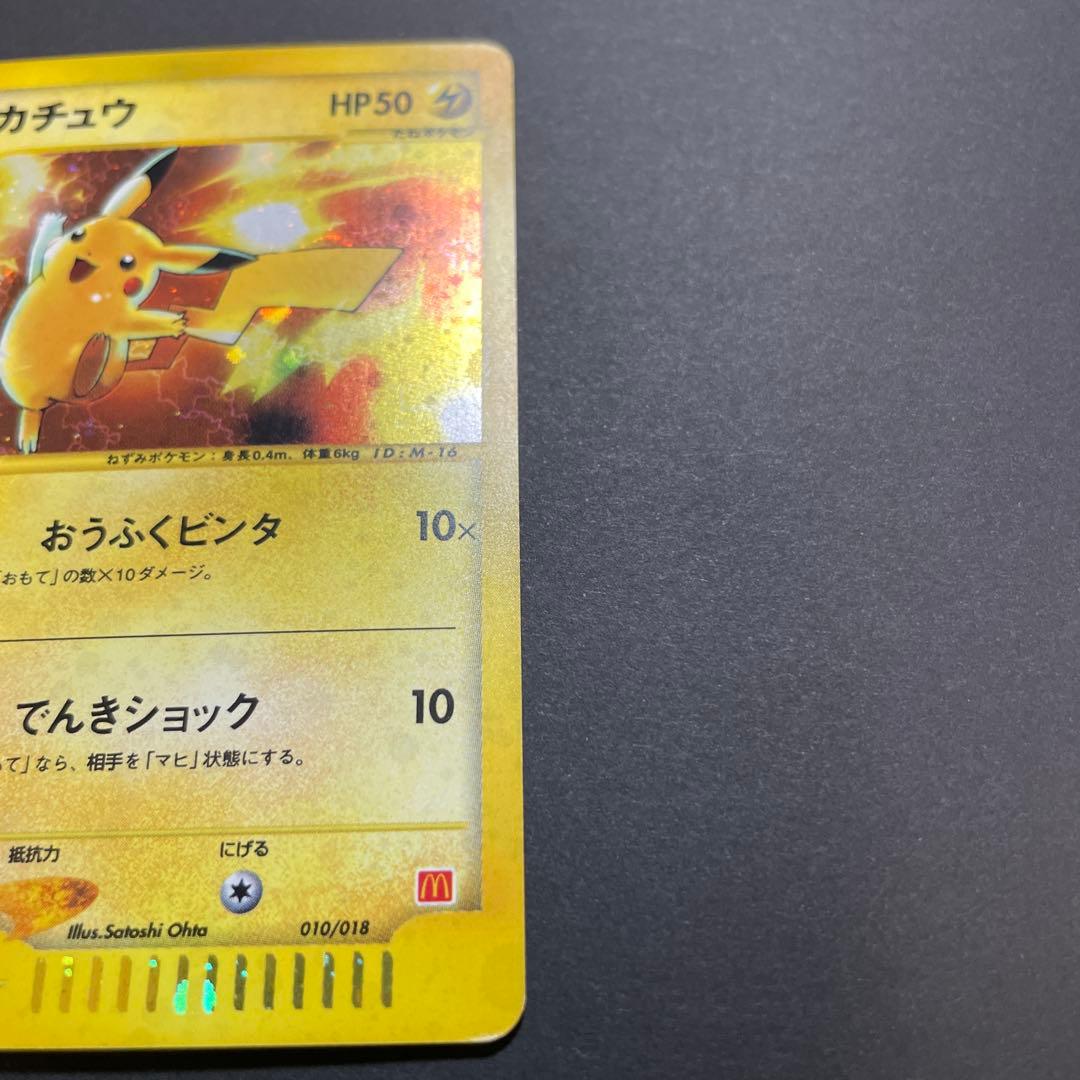 カチュウ HP50
たねポケモン
ねずみポケモン：身長0.4m、体重6kg ID:M-16
おうふくビンタ 10×
「おもて」の数×10ダメージ。
でんきショック 10
て」なら、相手を「マヒ」状態にする。
抵抗力 にげる
Illus.Satoshi Ohta 010/018